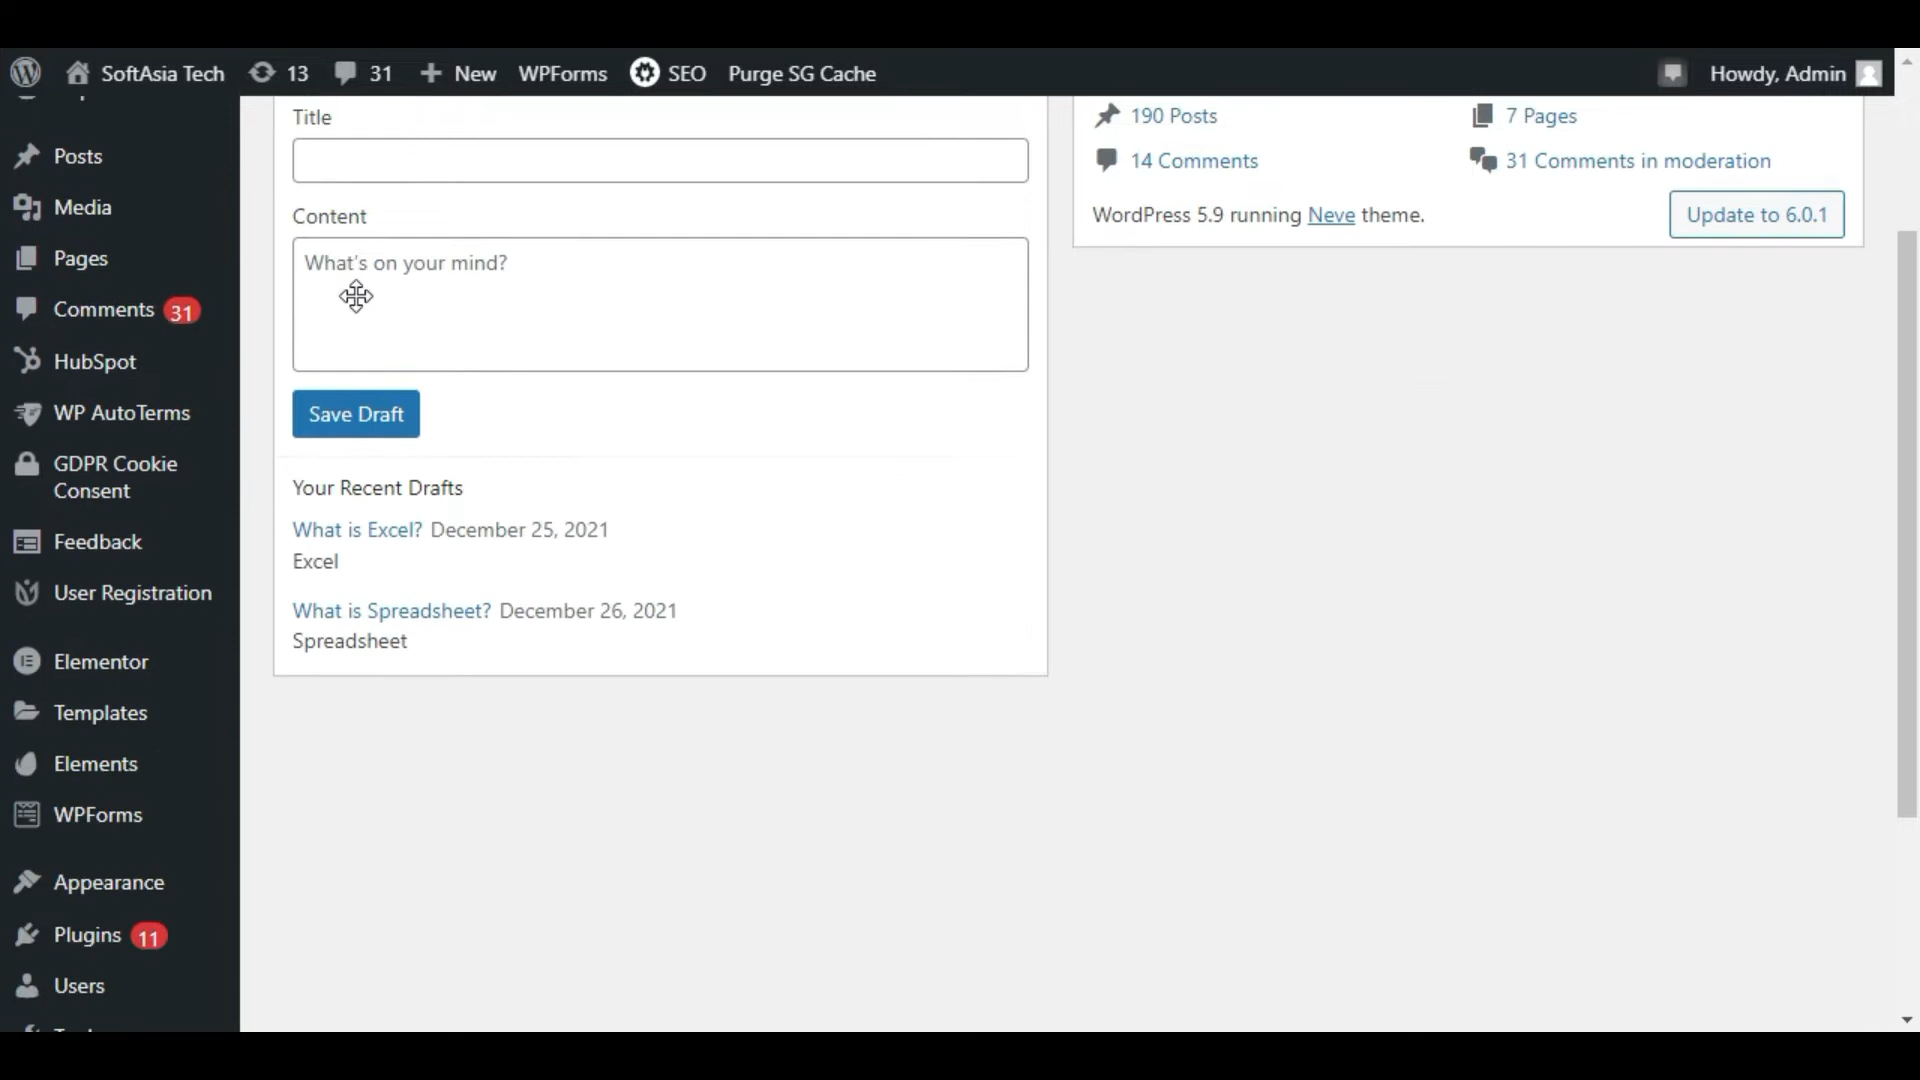 SoftAsia Tech 13 31 New WPForms SEO Purge SG Cache Howdy, Admin
Posts
Media
Pages
Comments 31
HubSpot
WP AutoTerms
GDPR Cookie
Consent
Feedback
User Registration
Elementor
Templates
Elements
WPForms
Appearance
Plugins 11
Users
Title
Content
What's on your mind?
Save Draft
Your Recent Drafts
What is Excel? December 25, 2021
Excel
What is Spreadsheet? December 26, 2021
Spreadsheet
190 Posts 7 Pages
14 Comments 31 Comments in moderation
WordPress 5.9 running Neve theme. Update to 6.0.1